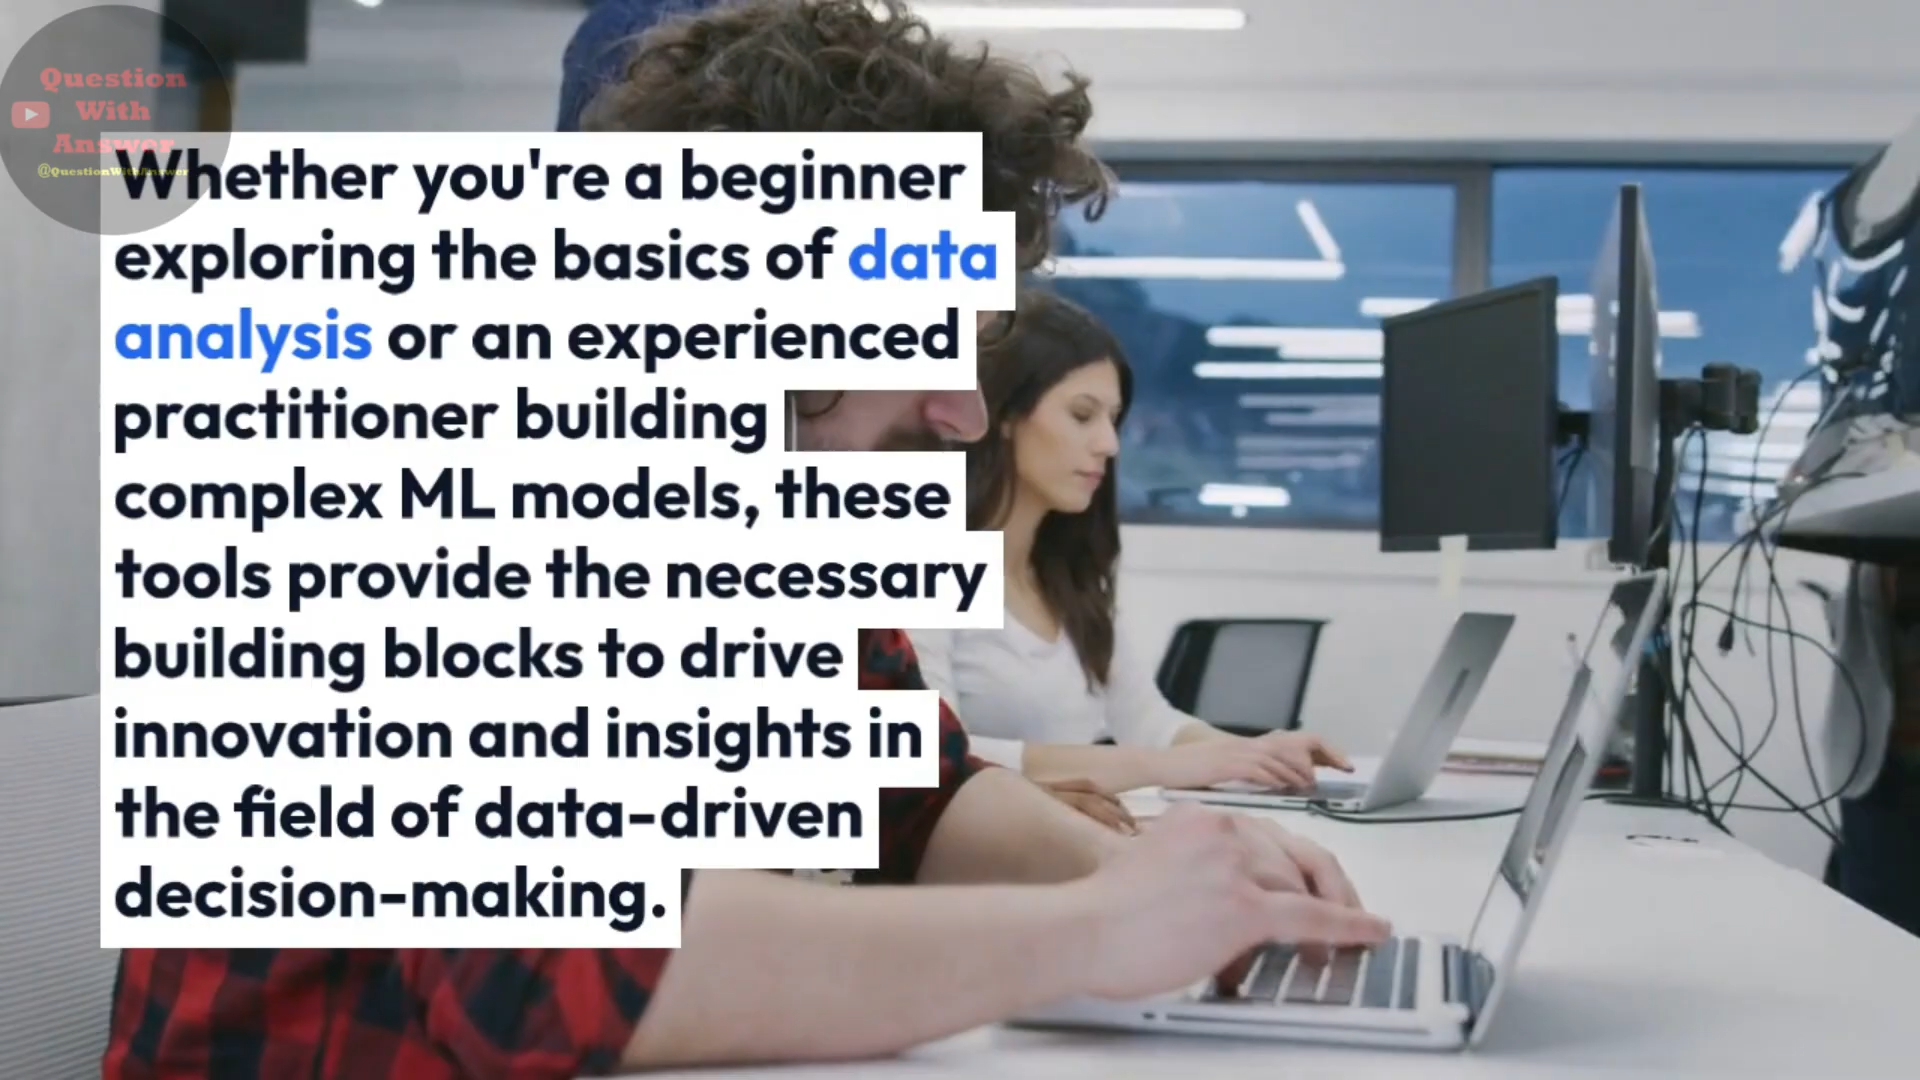 Question
With
Answer
@QuestionWithAnswer
Whether you're a beginner
exploring the basics of data
analysis or an experienced
practitioner building
complex ML models, these
tools provide the necessary
building blocks to drive
innovation and insights in
the field of data-driven
decision-making.